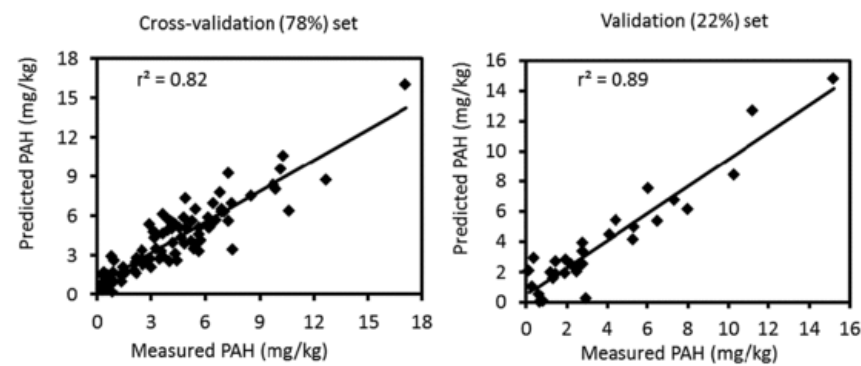 Cross-validation (78%) set
r² = 0.82
Predicted PAH (mg/kg)
18
15
12
9
6
3
0
0 3 6 9 12 15 18
Measured PAH (mg/kg)
Validation (22%) set
r² = 0.89
Predicted PAH (mg/kg)
16
14
12
10
8
6
4
2
0
0 2 4 6 8 10 12 14 16
Measured PAH (mg/kg)